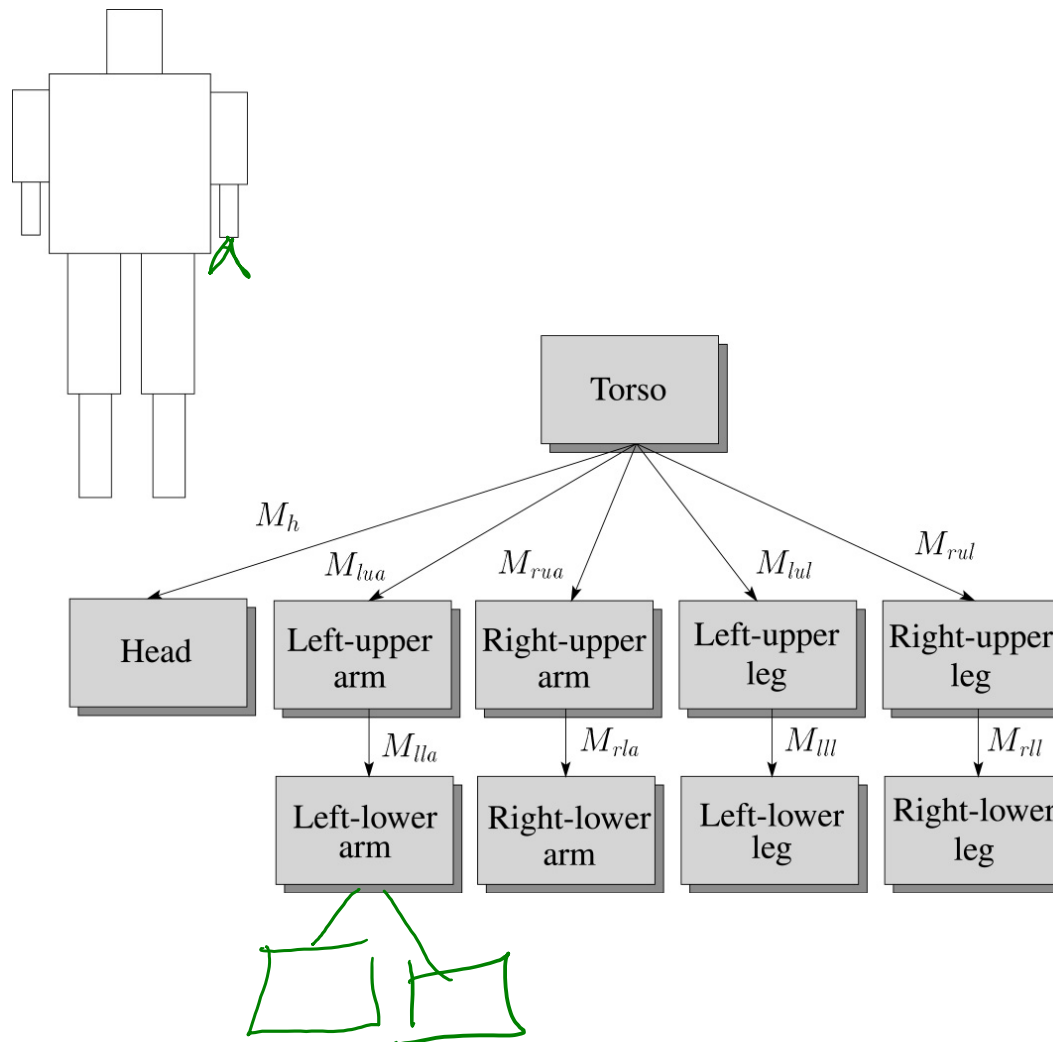 Torso
M_h
M_lua
M_rua
M_lul
M_rul
Head
Left-upper
arm
Right-upper
arm
Left-upper
leg
Right-upper
leg
M_lla
M_rla
M_lll
M_rll
Left-lower
arm
Right-lower
arm
Left-lower
leg
Right-lower
leg